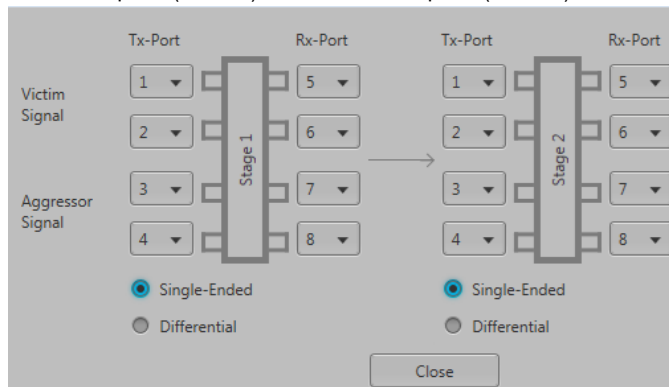 Tx-Port Rx-Port Tx-Port Rx-Port
Victim Signal
1 5 1 5
2 6 2 6
Stage 1 Stage 2
Aggressor Signal
3 7 3 7
4 8 4 8
Single-Ended Single-Ended
Differential Differential
Close